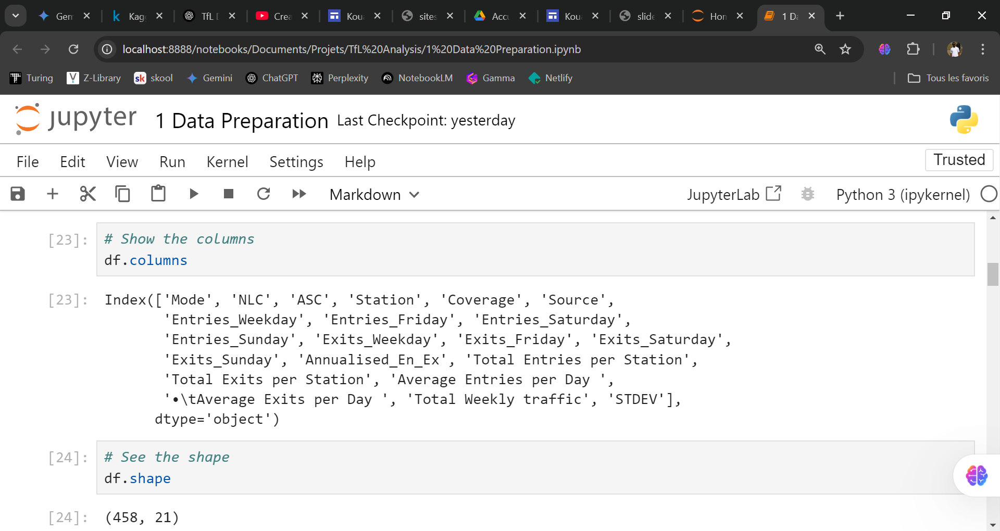 Gen
Kag
TfL D
Crea
Kou
sites
Accu
Kou
slide
Hom
1 Da
localhost:8888/notebooks/Documents/Projets/TfL%20Analysis/1%20Data%20Preparation.ipynb
Turing
Z-Library
sk skool
Gemini
ChatGPT
Perplexity
NotebookLM
Gamma
Netlify
Tous les favoris
jupyter 1 Data Preparation Last Checkpoint: yesterday
File Edit View Run Kernel Settings Help Trusted
Markdown JupyterLab Python 3 (ipykernel)
[23]: # Show the columns
df.columns
[23]: Index(['Mode', 'NLC', 'ASC', 'Station', 'Coverage', 'Source',
'Entries_Weekday', 'Entries_Friday', 'Entries_Saturday',
'Entries_Sunday', 'Exits_Weekday', 'Exits_Friday', 'Exits_Saturday',
'Exits_Sunday', 'Annualised_En_Ex', 'Total Entries per Station',
'Total Exits per Station', 'Average Entries per Day ',
'•\tAverage Exits per Day ', 'Total Weekly traffic', 'STDEV'],
dtype='object')
[24]: # See the shape
df.shape
[24]: (458, 21)